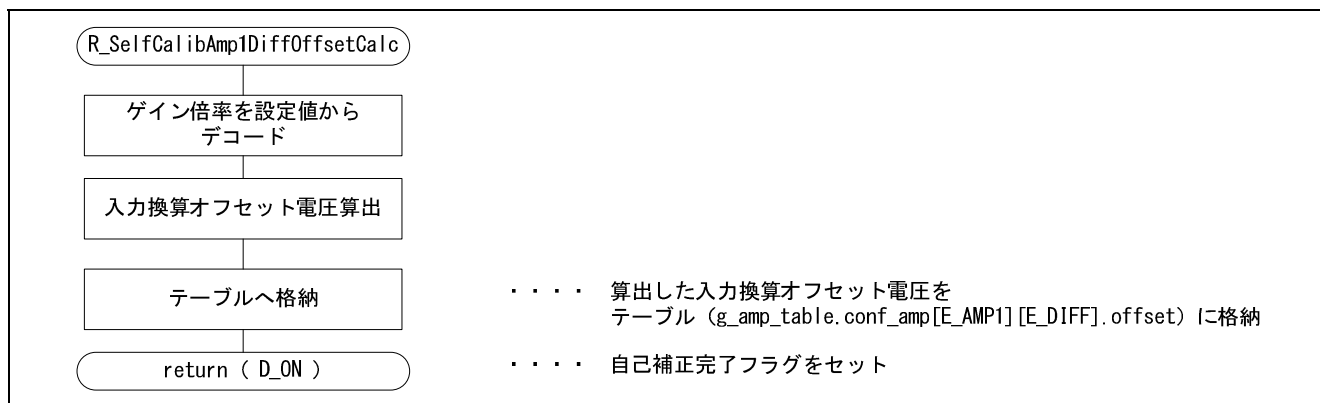 R_SelfCalibAmp1DiffOffsetCalc
ゲイン倍率を設定値から
デコード
入力換算オフセット電圧算出
テーブルへ格納
・・・・ 算出した入力換算オフセット電圧を
テーブル（g_amp_table.conf_amp[E_AMP1][E_DIFF].offset）に格納
return ( D_ON )
・・・・ 自己補正完了フラグをセット